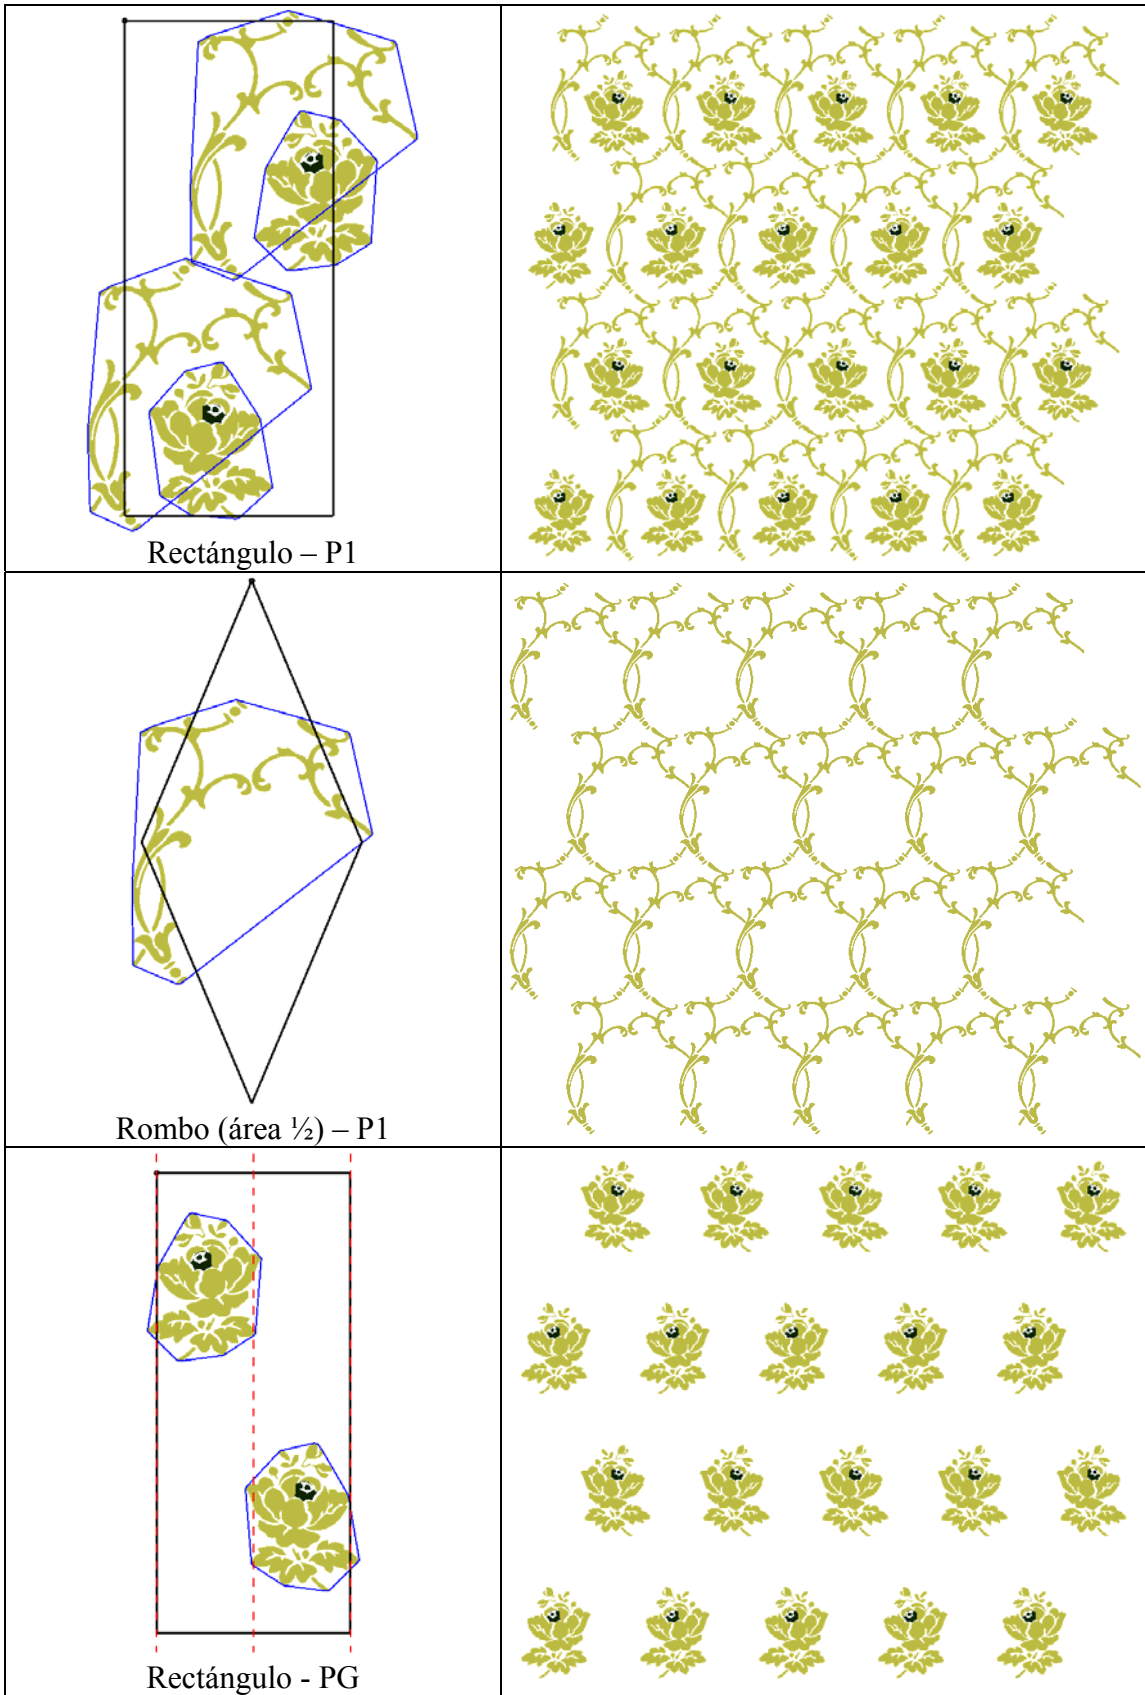 Rectángulo – P1
Rombo (área ½) – P1
Rectángulo - PG